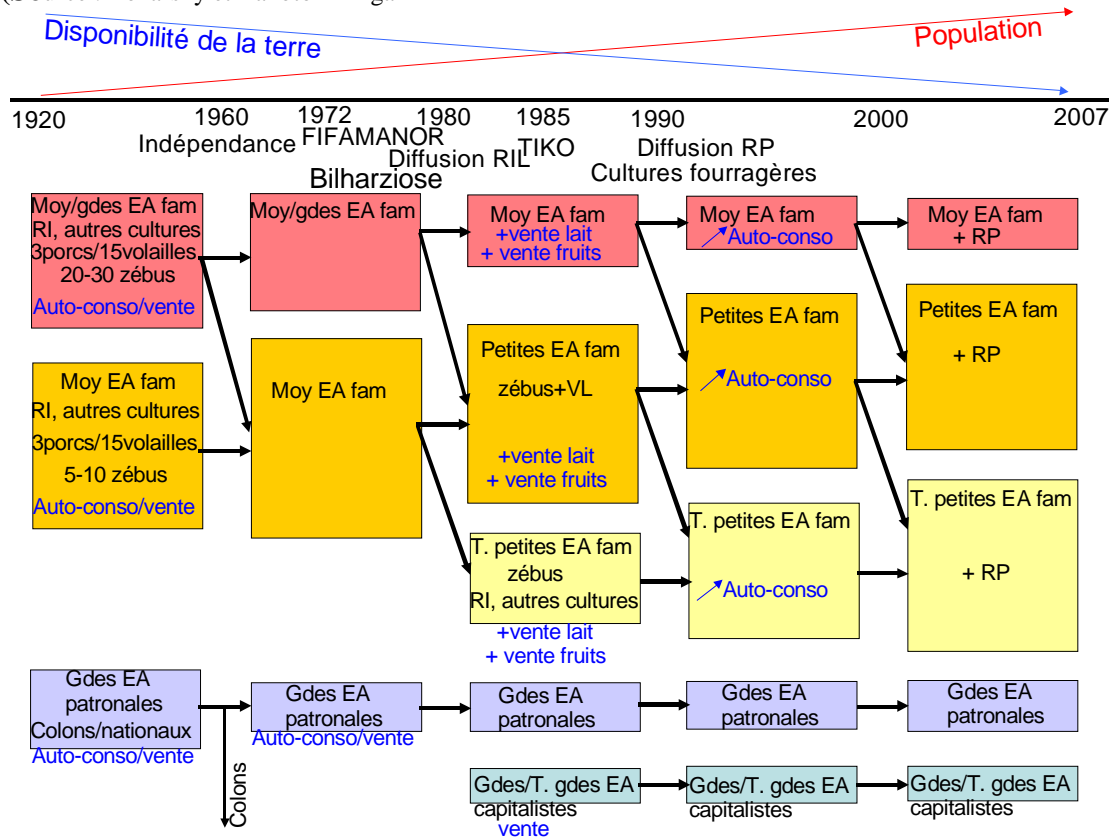 Disponibilité de la terre
Population
1920 1960 1972 1980 1985 1990 2000 2007
Indépendance
FIFAMANOR
Bilharziose
Diffusion RIL
TIKO
Diffusion RP
Cultures fourragères
Moy/gdes EA fam
RI, autres cultures
3porcs/15volailles
20-30 zébus
Auto-conso/vente
Moy/gdes EA fam
Moy EA fam
+vente lait
+ vente fruits
Moy EA fam
Auto-conso
Moy EA fam
+ RP
Moy EA fam
RI, autres cultures
3porcs/15volailles
5-10 zébus
Auto-conso/vente
Moy EA fam
Petites EA fam
zébus+VL
+vente lait
+ vente fruits
Petites EA fam
Auto-conso
Petites EA fam
+ RP
T. petites EA fam
zébus
RI, autres cultures
+vente lait
+ vente fruits
T. petites EA fam
Auto-conso
T. petites EA fam
+ RP
Gdes EA
patronales
Colons/nationaux
Auto-conso/vente
Colons
Gdes EA
patronales
Auto-conso/vente
Gdes EA
patronales
Gdes EA
patronales
Gdes EA
patronales
Gdes/T. gdes EA
capitalistes
vente
Gdes/T. gdes EA
capitalistes
Gdes/T. gdes EA
capitalistes